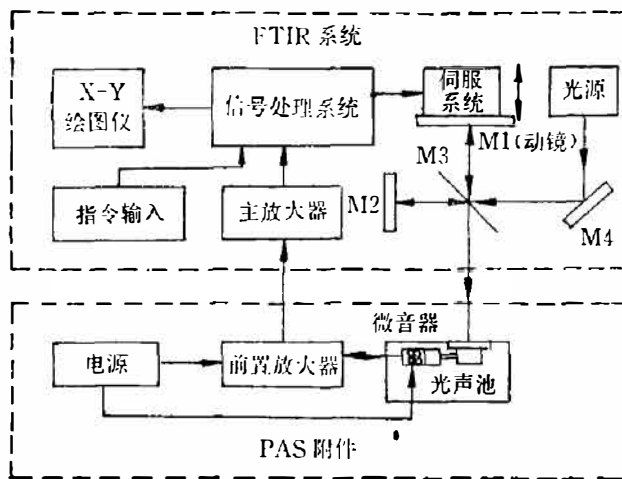 FTIR 系统
X-Y
绘图仪
信号处理系统
伺服
系统
光源
M1(动镜)
M3
指令输入
主放大器
M2
M4
微音器
电源
前置放大器
光声池
PAS 附件